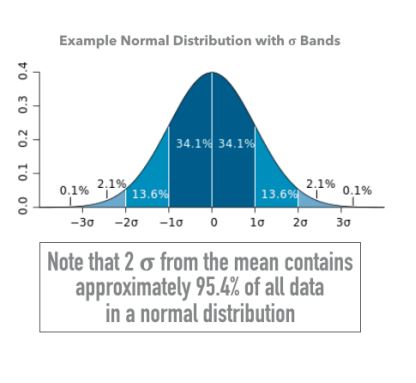 Example Normal Distribution with σ Bands
0.4
0.3
0.2
0.1
0.0
34.1% 34.1%
0.1% 2.1% 13.6% 13.6% 2.1% 0.1%
−3σ −2σ −1σ 0 1σ 2σ 3σ
Note that 2 σ from the mean contains
approximately 95.4% of all data
in a normal distribution